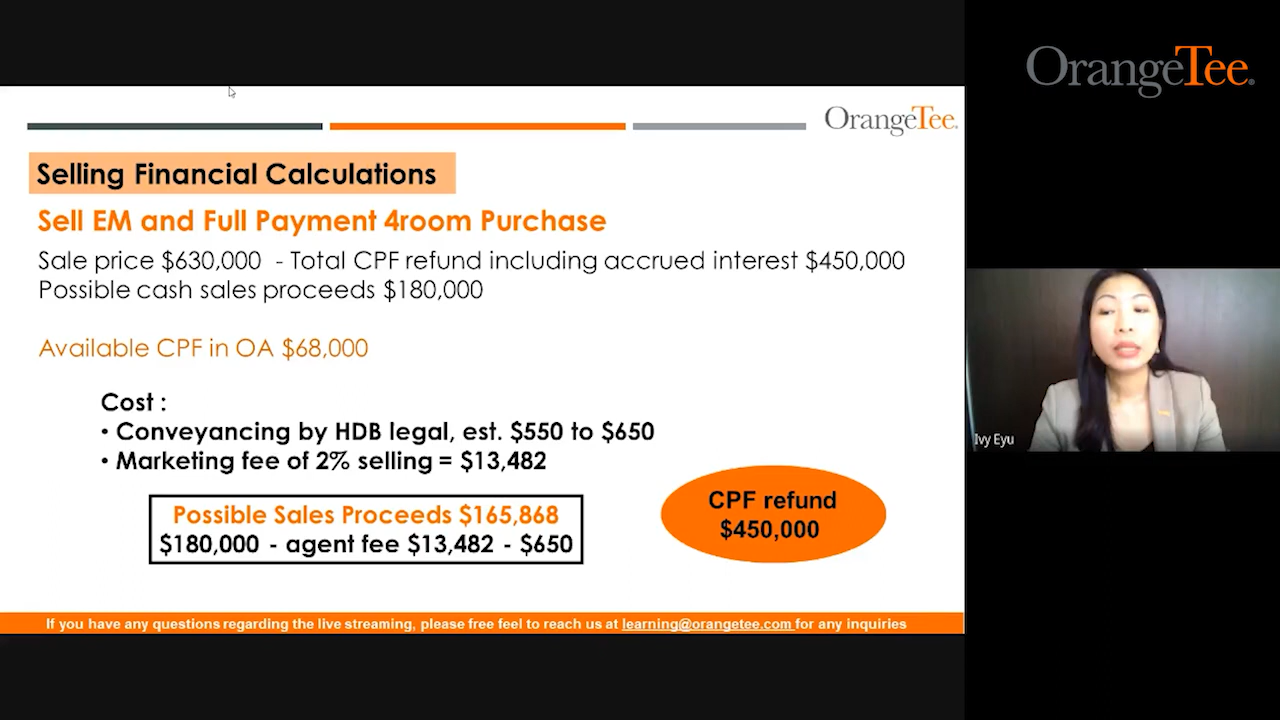 OrangeTee
OrangeTee
Selling Financial Calculations
Sell EM and Full Payment 4room Purchase
Sale price $630,000 - Total CPF refund including accrued interest $450,000
Possible cash sales proceeds $180,000
Available CPF in OA $68,000
Cost :
• Conveyancing by HDB legal, est. $550 to $650
• Marketing fee of 2% selling = $13,482
Possible Sales Proceeds $165,868
$180,000 - agent fee $13,482 - $650
CPF refund
$450,000
Ivy Eyu
If you have any questions regarding the live streaming, please free feel to reach us at learning@orangetee.com for any inquiries